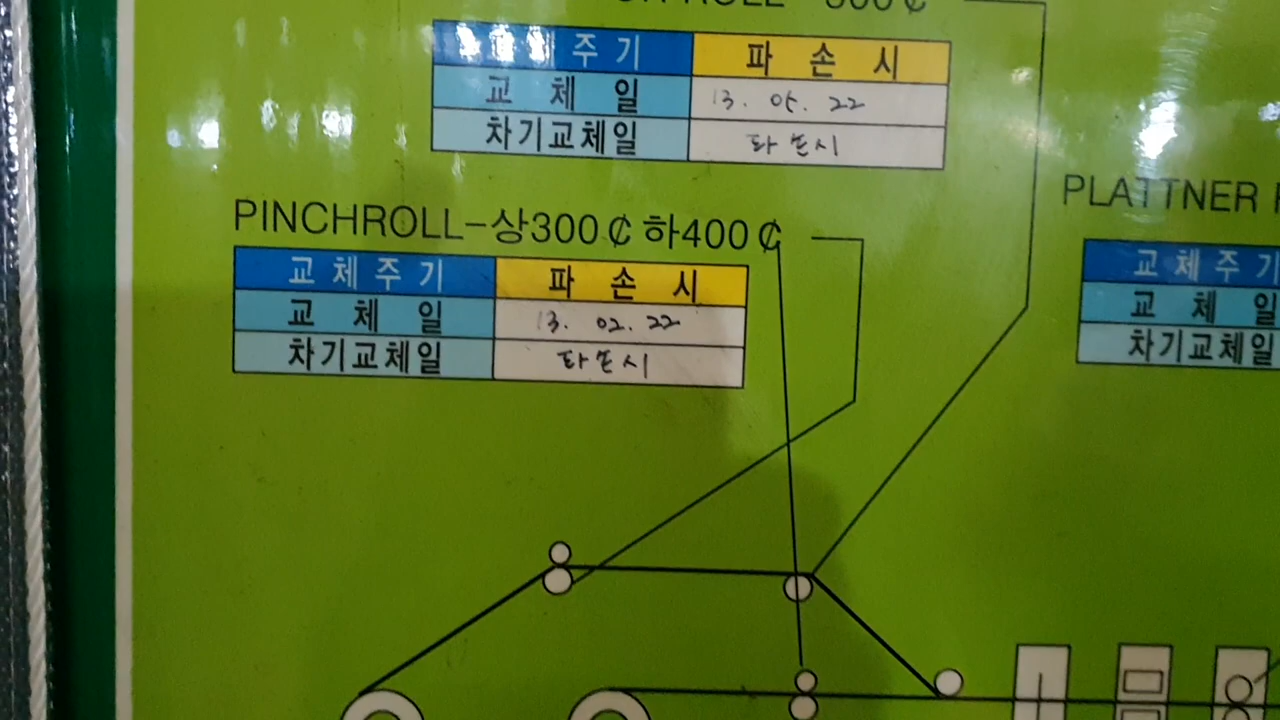 교체주기 파손시
교체일 13. 05. 22
차기교체일 파손시
PINCHROLL-상300￠ 하400￠
교체주기 파손시
교체일 13. 02. 22
차기교체일 파손시
PLATTNER
교체주기
교체일
차기교체일